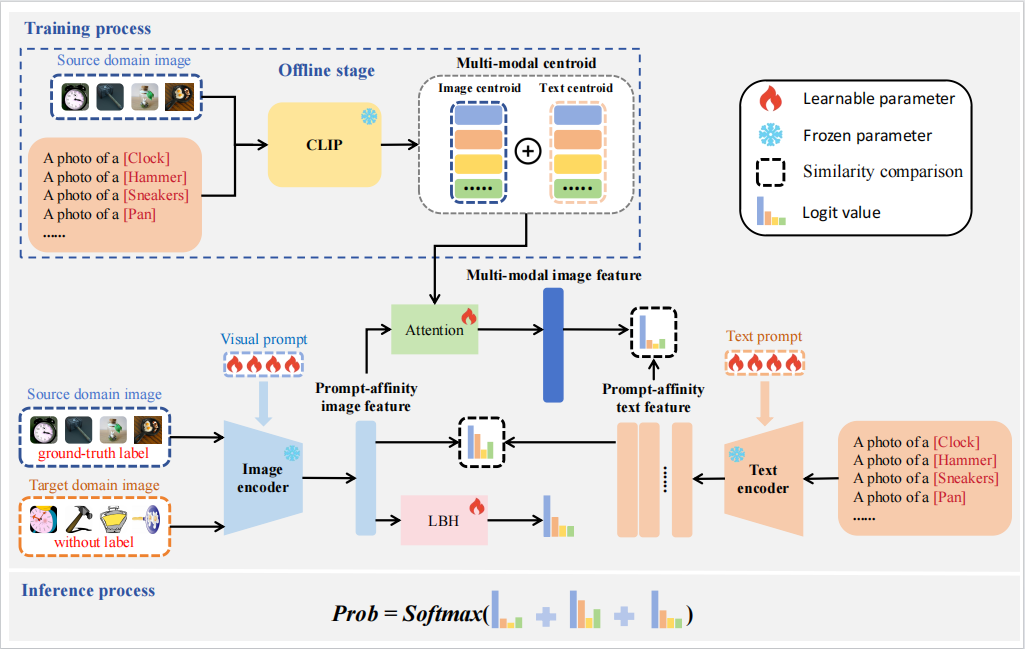 Training process
Source domain image
Offline stage
Multi-modal centroid
Image centroid
Text centroid
CLIP
A photo of a [Clock]
A photo of a [Hammer]
A photo of a [Sneakers]
A photo of a [Pan]
......
Learnable parameter
Frozen parameter
Similarity comparison
Logit value
Multi-modal image feature
Attention
Visual prompt
Text prompt
Prompt-affinity
image feature
Prompt-affinity
text feature
Source domain image
ground-truth label
Target domain image
without label
Image
encoder
LBH
Text
encoder
A photo of a [Clock]
A photo of a [Hammer]
A photo of a [Sneakers]
A photo of a [Pan]
......
Inference process
Prob = Softmax( + + )